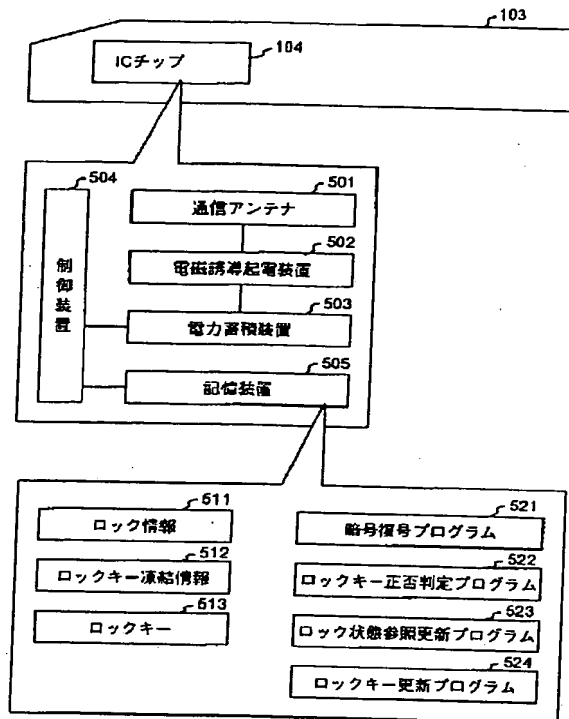 103
ICチップ
104
504
制御装置
501
通信アンテナ
502
電磁誘導起電装置
503
電力蓄積装置
505
記憶装置
511
ロック情報
512
ロックキー凍結情報
513
ロックキー
521
暗号復号プログラム
522
ロックキー正否判定プログラム
523
ロック状態参照更新プログラム
524
ロックキー更新プログラム